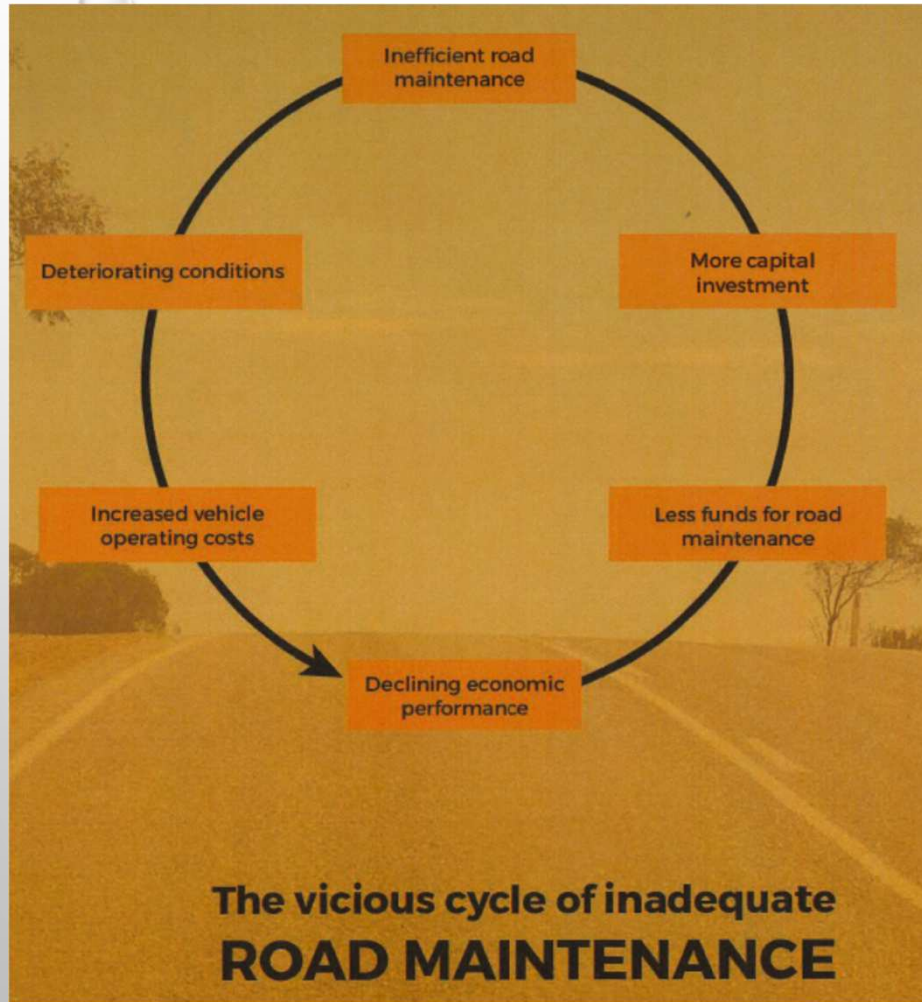 Inefficient road
maintenance
Deteriorating conditions
More capital
investment
Increased vehicle
operating costs
Less funds for road
maintenance
Declining economic
performance
The vicious cycle of inadequate
ROAD MAINTENANCE